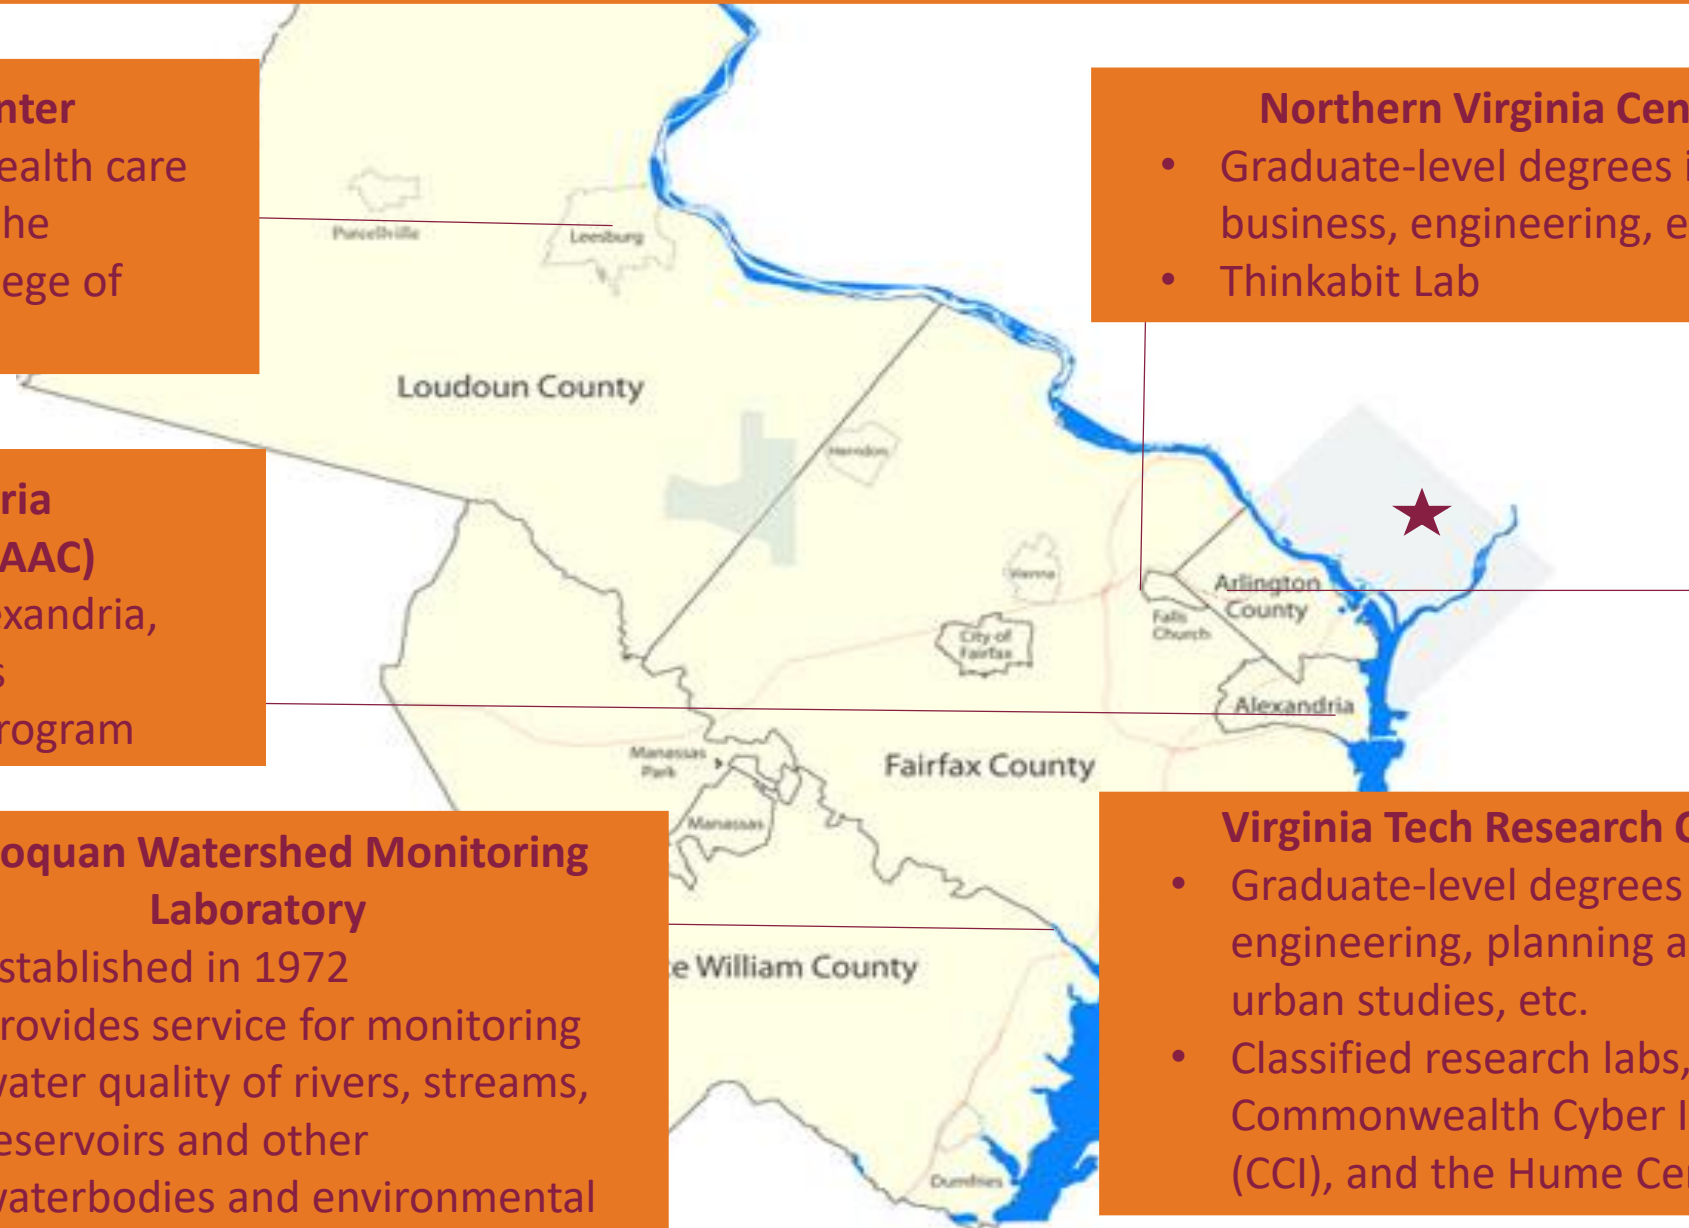 nter
ealth care
he
ege of
Northern Virginia Cen
• Graduate-level degrees i
business, engineering, e
• Thinkabit Lab
Purcellville
Leesburg
Loudoun County
Herndon
ria
AAC)
exandria,
s
rogram
Vienna
City of
Fairfax
Falls
Church
Arlington
County
Alexandria
Manassas
Park
Fairfax County
Manassas
oquan Watershed Monitoring
Laboratory
stablished in 1972
rovides service for monitoring
vater quality of rivers, streams,
eservoirs and other
vaterbodies and environmental
e William County
Dumfries
Virginia Tech Research C
• Graduate-level degrees
engineering, planning a
urban studies, etc.
• Classified research labs,
Commonwealth Cyber I
(CCI), and the Hume Cen